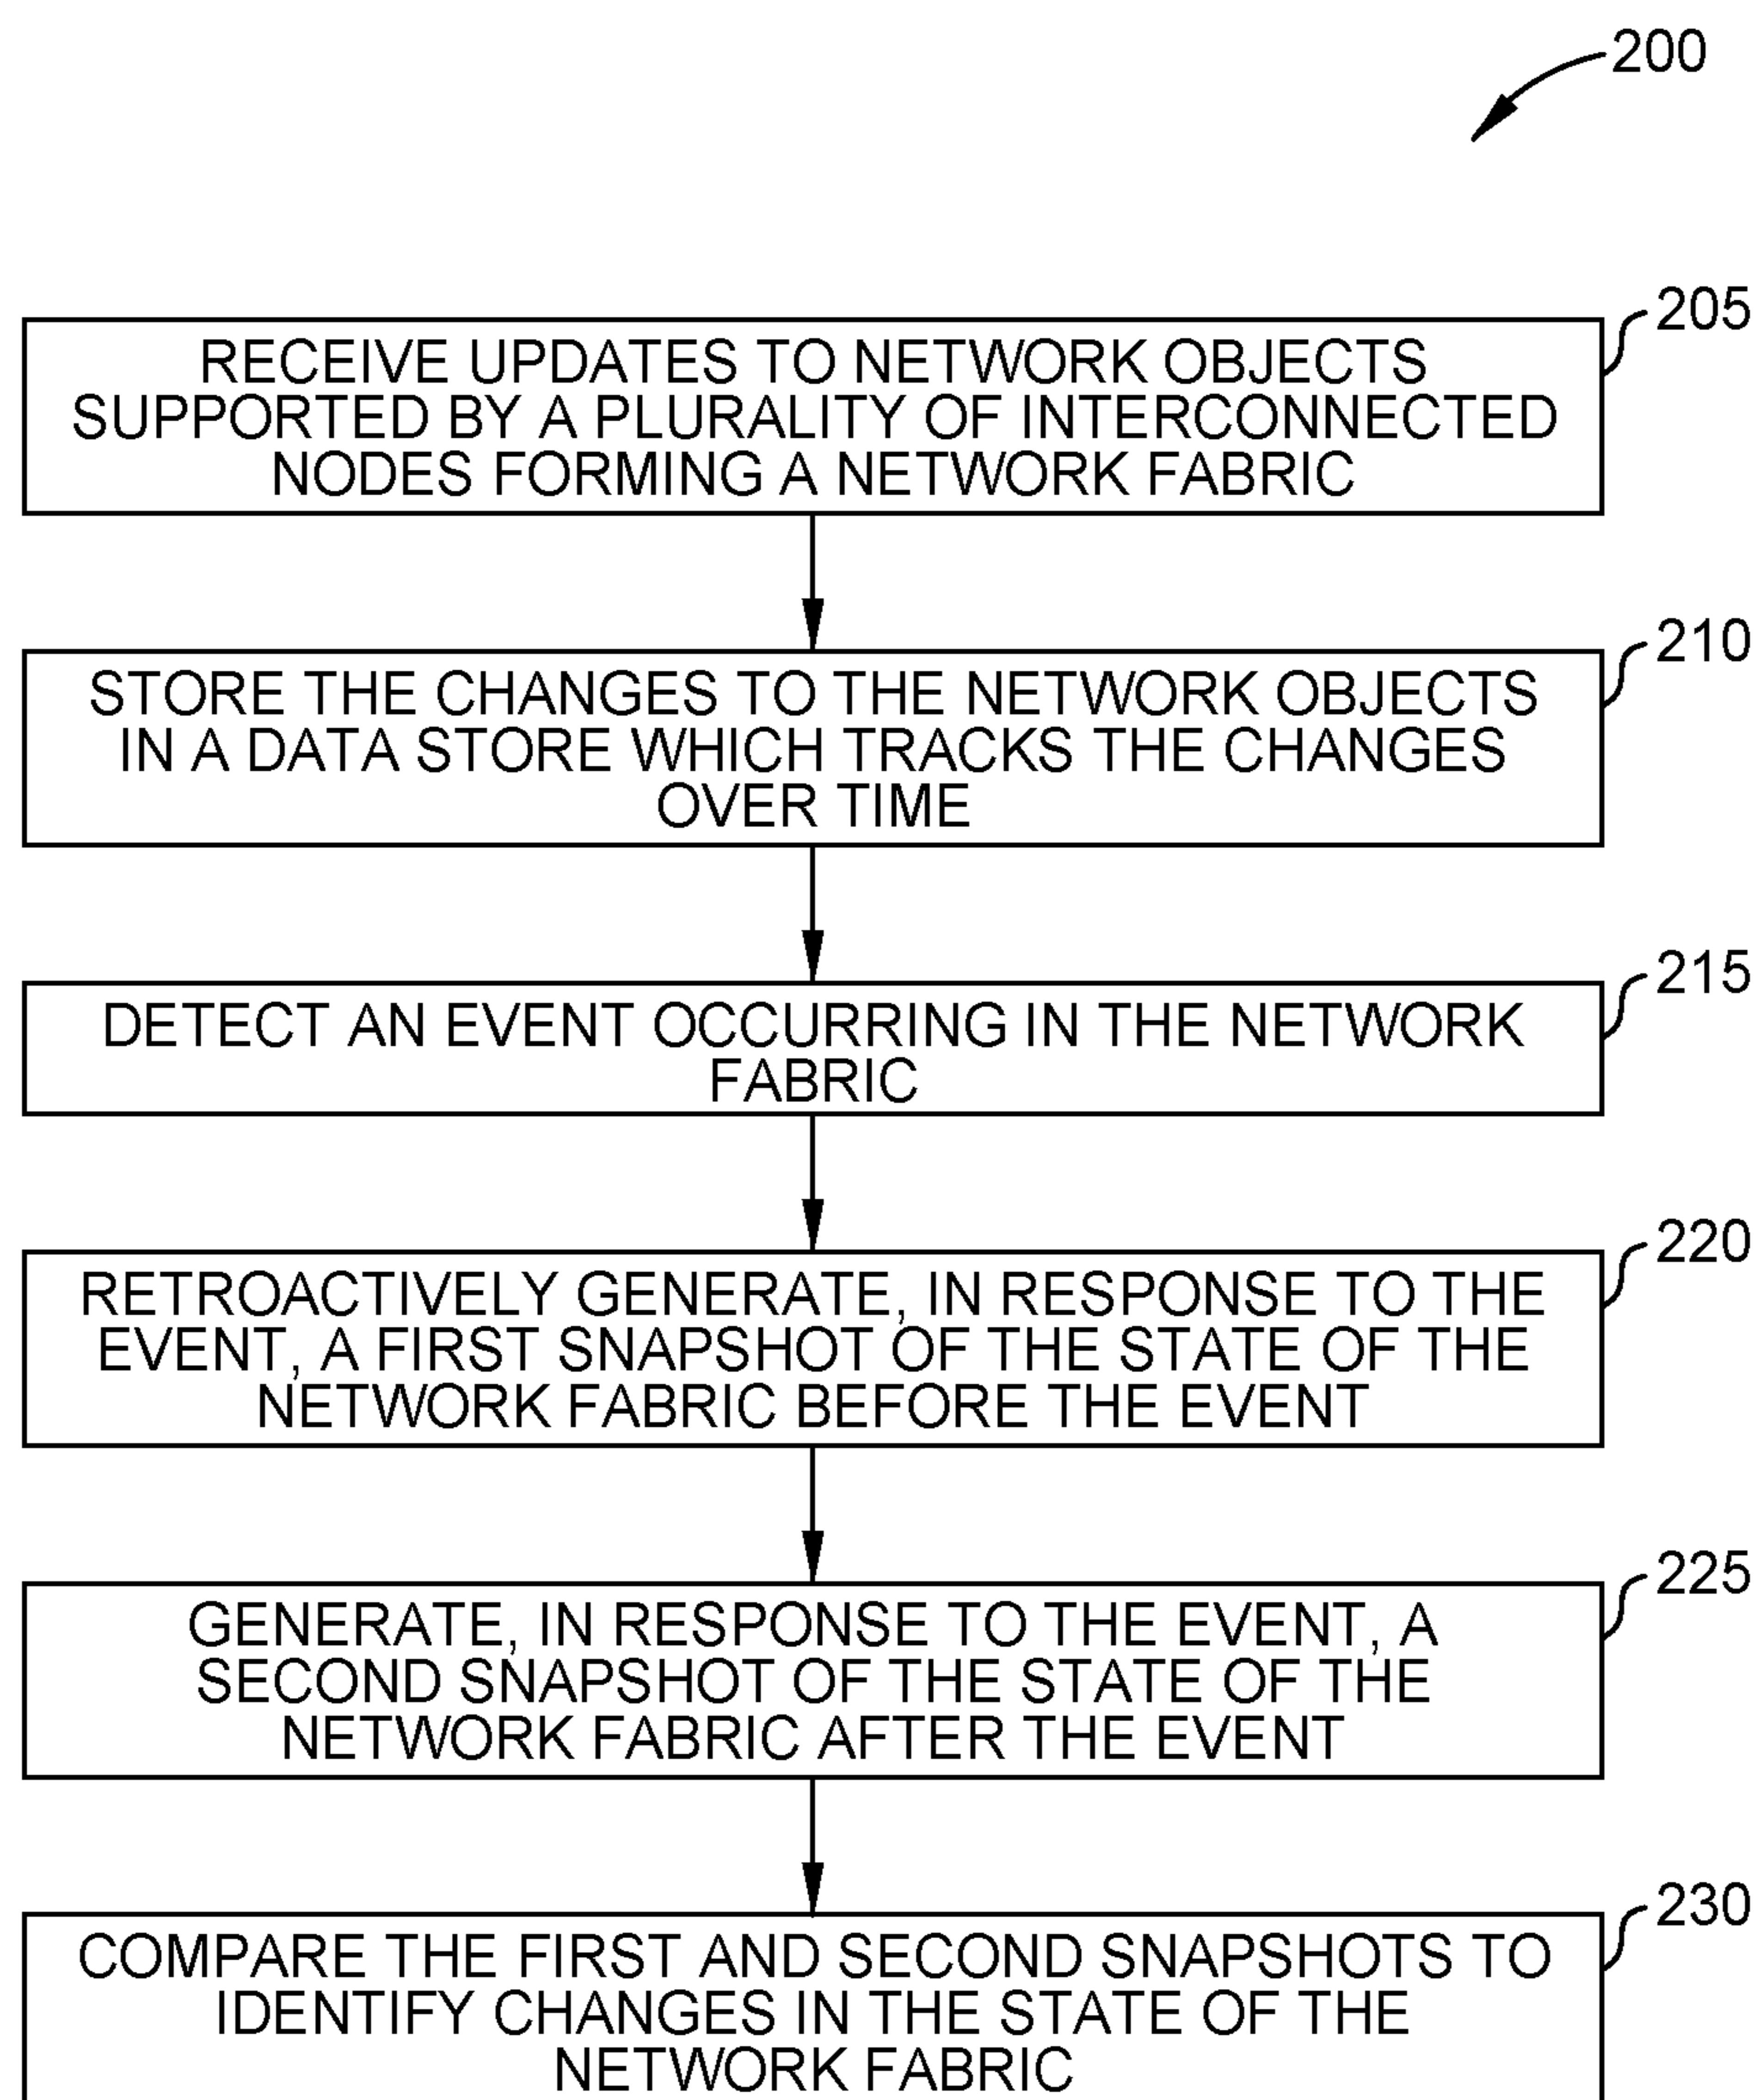 200
205
RECEIVE UPDATES TO NETWORK OBJECTS
SUPPORTED BY A PLURALITY OF INTERCONNECTED
NODES FORMING A NETWORK FABRIC
210
STORE THE CHANGES TO THE NETWORK OBJECTS
IN A DATA STORE WHICH TRACKS THE CHANGES
OVER TIME
215
DETECT AN EVENT OCCURRING IN THE NETWORK
FABRIC
220
RETROACTIVELY GENERATE, IN RESPONSE TO THE
EVENT, A FIRST SNAPSHOT OF THE STATE OF THE
NETWORK FABRIC BEFORE THE EVENT
225
GENERATE, IN RESPONSE TO THE EVENT, A
SECOND SNAPSHOT OF THE STATE OF THE
NETWORK FABRIC AFTER THE EVENT
230
COMPARE THE FIRST AND SECOND SNAPSHOTS TO
IDENTIFY CHANGES IN THE STATE OF THE
NETWORK FABRIC